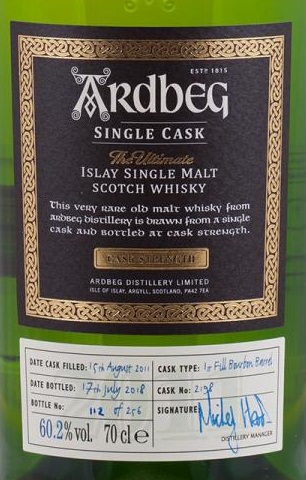 ESTD 1815
ARDBEG
SINGLE CASK
The Ultimate
ISLAY SINGLE MALT
SCOTCH WHISKY
This very rare old malt whisky from
Ardbeg distillery is drawn from a single
cask and bottled at cask strength.
CASK STRENGTH
ARDBEG DISTILLERY LIMITED
ISLE OF ISLAY, ARGYLL, SCOTLAND, PA42 7EA
DATE CASK FILLED: 15th August 2011
CASK TYPE: 1st Fill Bourbon Barrel
DATE BOTTLED: 17th July 2018
CASK No: 2198
BOTTLE No: 112 of 256
SIGNATURE
60.2% vol. 70 cl e
DISTILLERY MANAGER